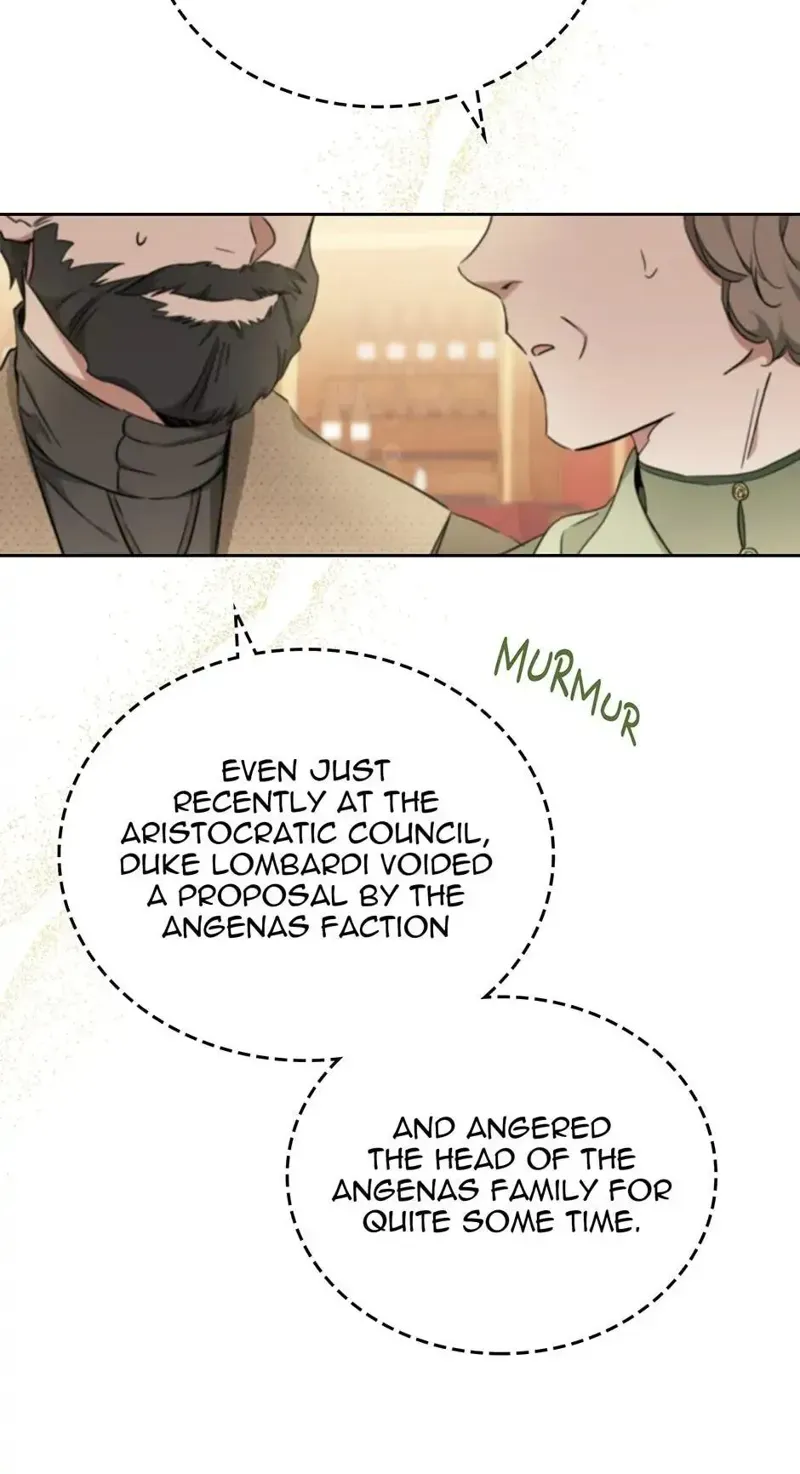 MURMUR
EVEN JUST
RECENTLY AT THE
ARISTOCRATIC COUNCIL,
DUKE LOMBARDI VOIDED
A PROPOSAL BY THE
ANGENAS FACTION
AND ANGERED
THE HEAD OF THE
ANGENAS FAMILY FOR
QUITE SOME TIME.